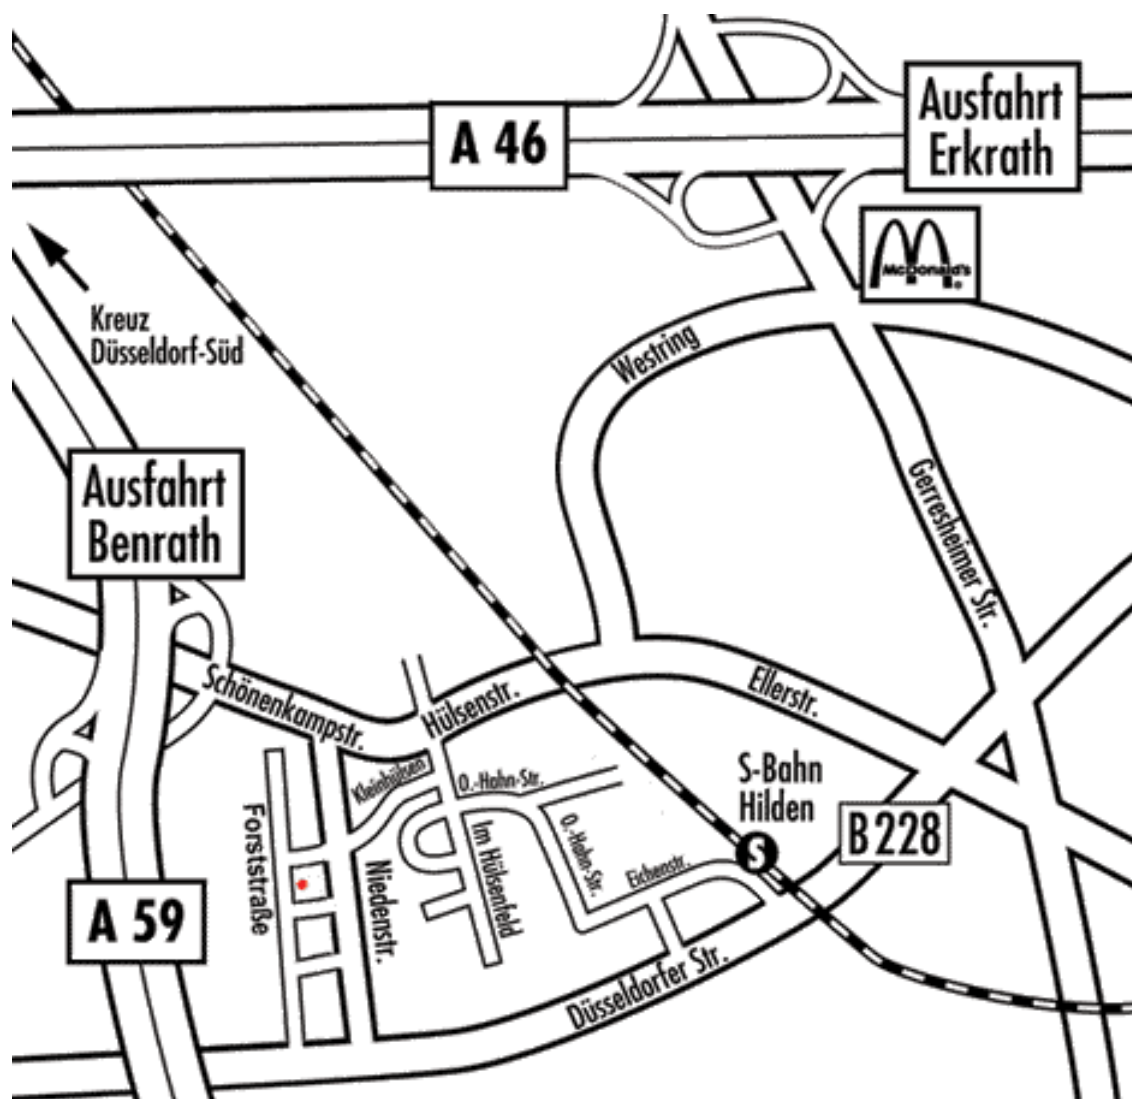 A 46
Ausfahrt
Erkrath
McDonald's
Kreuz
Düsseldorf-Süd
Westring
Ausfahrt
Benrath
Gerresheimer Str.
Schönenkampstr.
Hülsenstr.
Ellerstr.
Kleinhülsen
O.-Hahn-Str.
S-Bahn
Hilden
S
B 228
Forststraße
Niedenstr.
Im Hülsenfeld
O.-Hahn-Str.
Eichenstr.
A 59
Düsseldorfer Str.